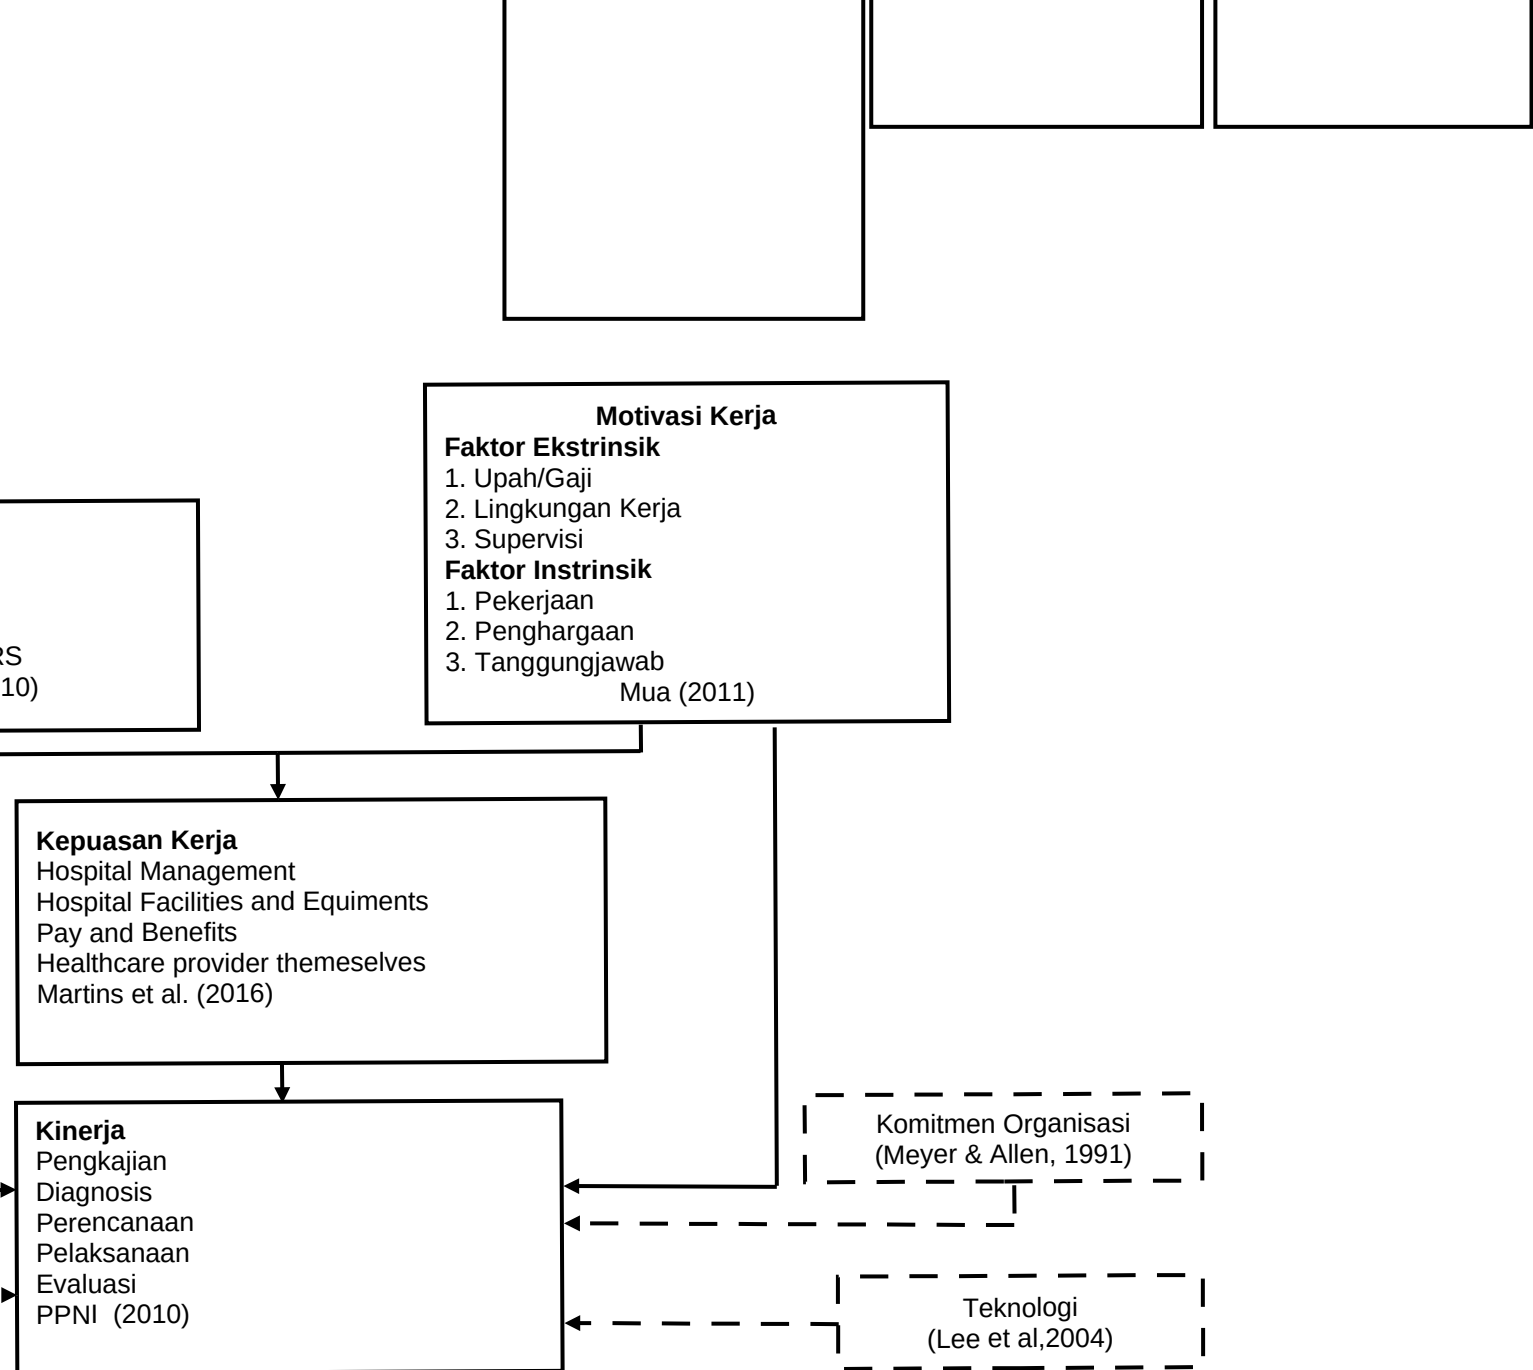 Motivasi Kerja
Faktor Ekstrinsik
1. Upah/Gaji
2. Lingkungan Kerja
3. Supervisi
Faktor Instrinsik
1. Pekerjaan
2. Penghargaan
3. Tanggungjawab
Mua (2011)
RS
10)
Kepuasan Kerja
Hospital Management
Hospital Facilities and Equiments
Pay and Benefits
Healthcare provider themeselves
Martins et al. (2016)
Kinerja
Pengkajian
Diagnosis
Perencanaan
Pelaksanaan
Evaluasi
PPNI  (2010)
Komitmen Organisasi
(Meyer & Allen, 1991)
Teknologi
(Lee et al,2004)